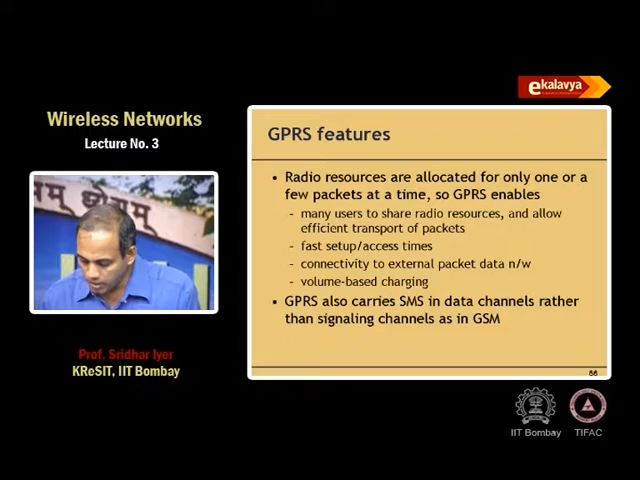 ekalavya
Wireless Networks
Lecture No. 3
GPRS features
• Radio resources are allocated for only one or a
few packets at a time, so GPRS enables
– many users to share radio resources, and allow
efficient transport of packets
– fast setup/access times
– connectivity to external packet data n/w
– volume-based charging
• GPRS also carries SMS in data channels rather
than signaling channels as in GSM
Prof. Sridhar Iyer
KReSIT, IIT Bombay
56
IIT Bombay
TIFAC